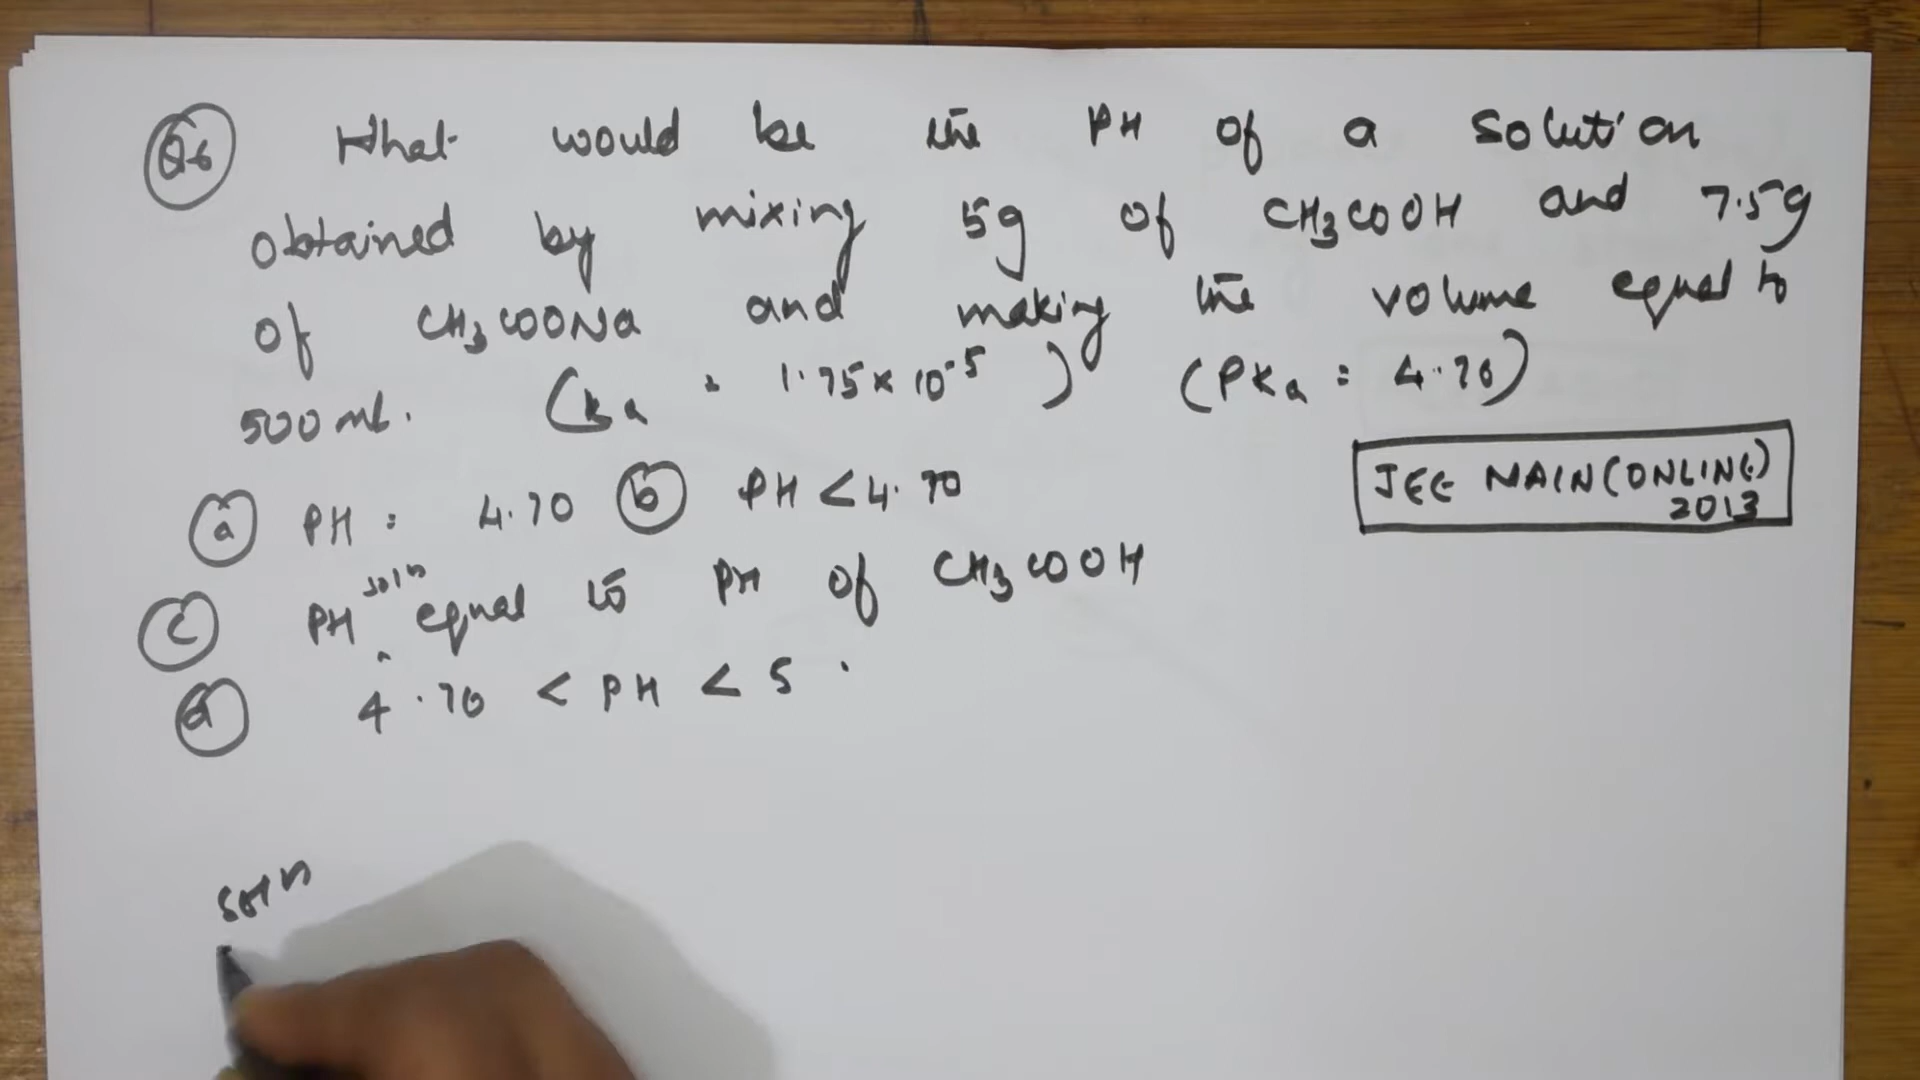 Q6 What would be the PH of a solution
obtained by mixing 5g of CH3COOH and 7.5g
of CH3COONa and making the volume equal to
500 ml. (Ka = 1.75 x 10^-5) (PKa = 4.70)
JEE MAIN (ONLINE)
2013
(a) PH = 4.70 (b) PH < 4.70
(c) PH soln equal to PH of CH3COOH
(d) 4.70 < PH < 5.
Soln